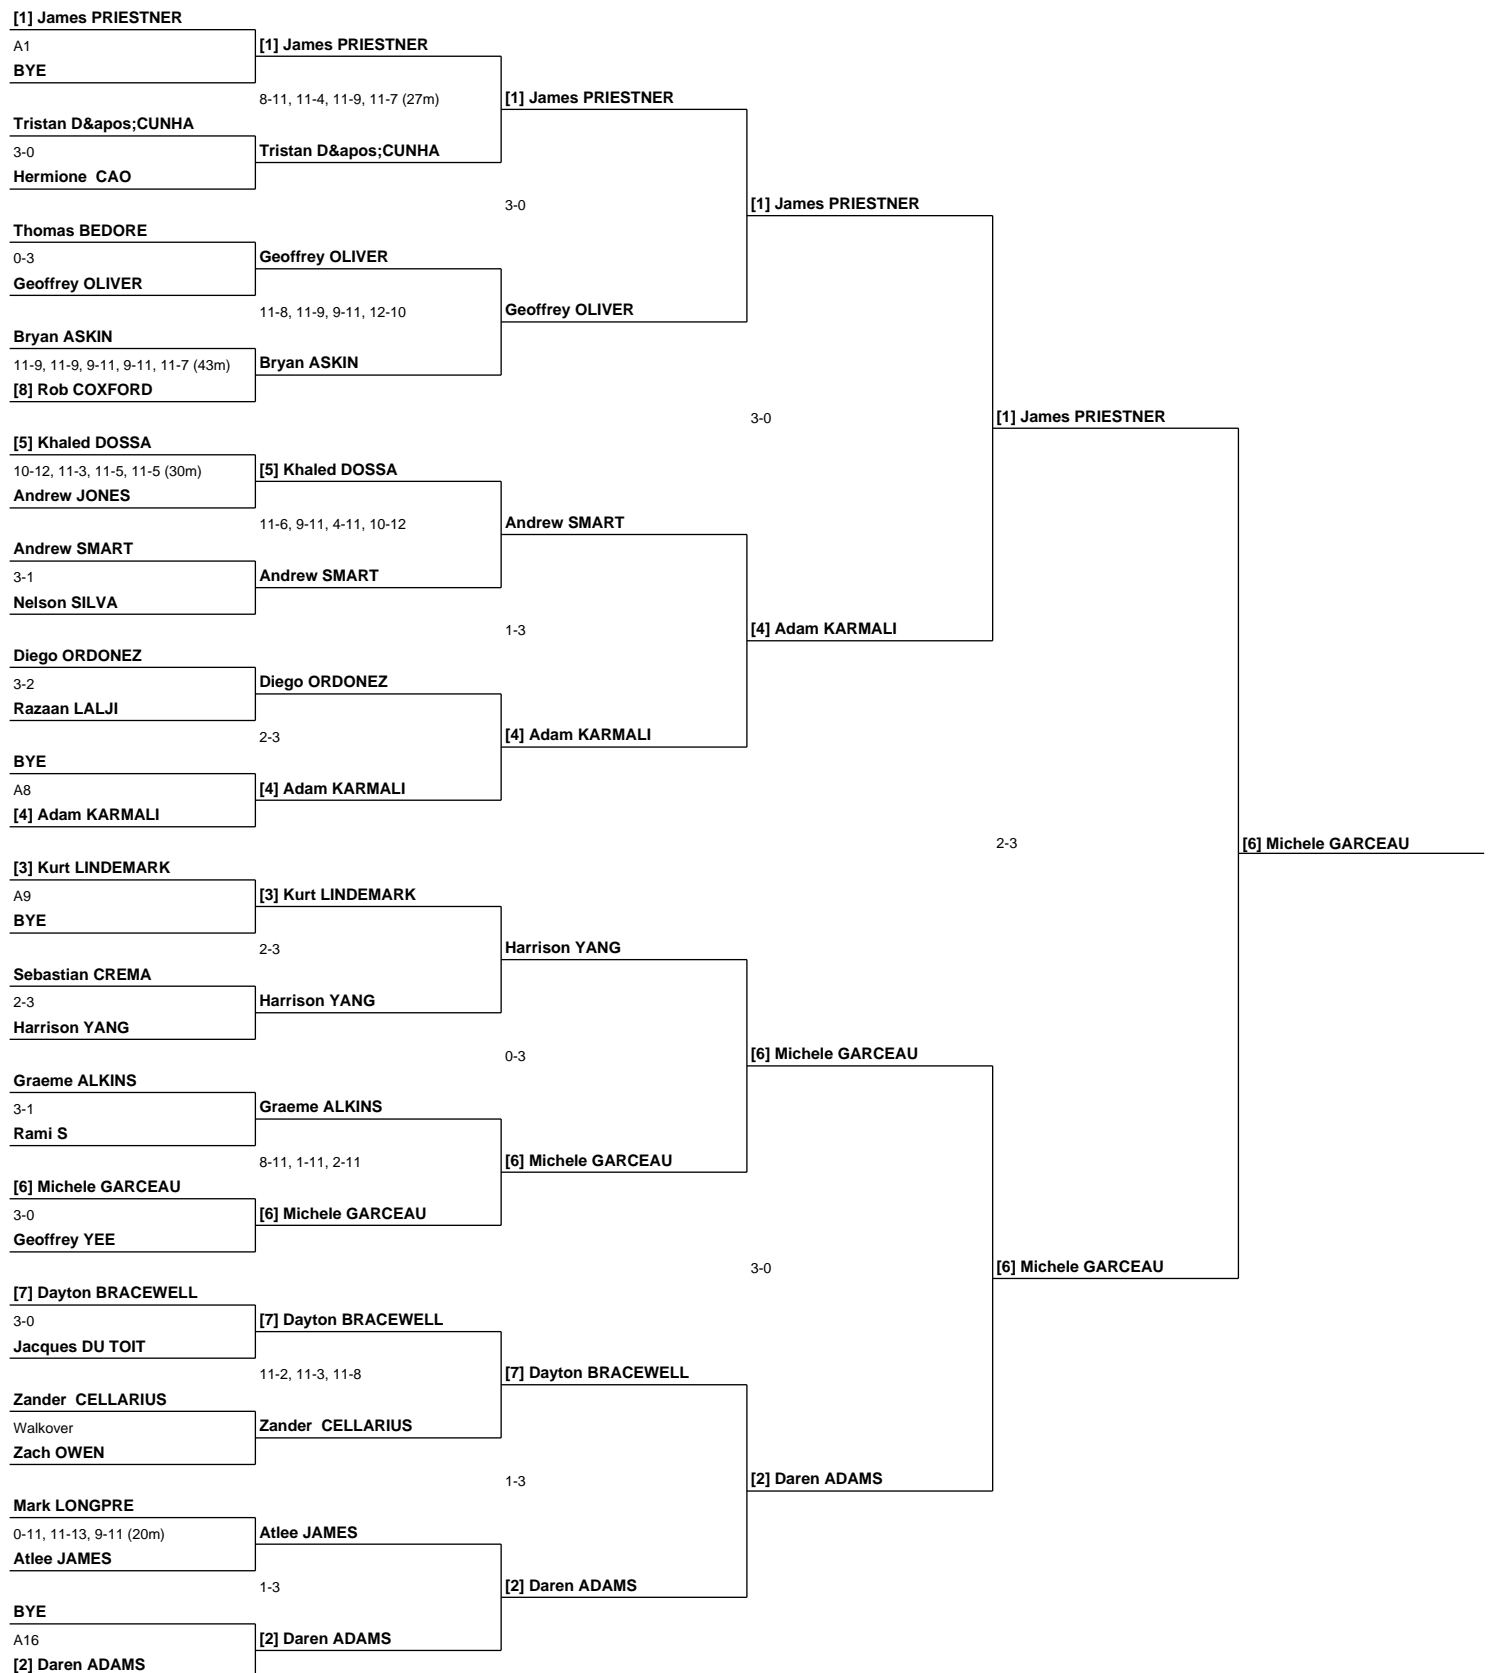 [1] James PRIESTNER
A1
BYE
Tristan D&apos;CUNHA
3-0
Hermione  CAO
Thomas BEDORE
0-3
Geoffrey OLIVER
Bryan ASKIN
11-9, 11-9, 9-11, 9-11, 11-7 (43m)
[8] Rob COXFORD
[5] Khaled DOSSA
10-12, 11-3, 11-5, 11-5 (30m)
Andrew JONES
Andrew SMART
3-1
Nelson SILVA
Diego ORDONEZ
3-2
Razaan LALJI
BYE
A8
[4] Adam KARMALI
[3] Kurt LINDEMARK
A9
BYE
Sebastian CREMA
2-3
Harrison YANG
Graeme ALKINS
3-1
Rami S
[6] Michele GARCEAU
3-0
Geoffrey YEE
[7] Dayton BRACEWELL
3-0
Jacques DU TOIT
Zander  CELLARIUS
Walkover
Zach OWEN
Mark LONGPRE
0-11, 11-13, 9-11 (20m)
Atlee JAMES
BYE
A16
[2] Daren ADAMS
[1] James PRIESTNER
8-11, 11-4, 11-9, 11-7 (27m)
Tristan D&apos;CUNHA
Geoffrey OLIVER
11-8, 11-9, 9-11, 12-10
Bryan ASKIN
[5] Khaled DOSSA
11-6, 9-11, 4-11, 10-12
Andrew SMART
Diego ORDONEZ
2-3
[4] Adam KARMALI
[3] Kurt LINDEMARK
2-3
Harrison YANG
Graeme ALKINS
8-11, 1-11, 2-11
[6] Michele GARCEAU
[7] Dayton BRACEWELL
11-2, 11-3, 11-8
Zander  CELLARIUS
Atlee JAMES
1-3
[2] Daren ADAMS
[1] James PRIESTNER
3-0
Geoffrey OLIVER
Andrew SMART
1-3
[4] Adam KARMALI
Harrison YANG
0-3
[6] Michele GARCEAU
[7] Dayton BRACEWELL
1-3
[2] Daren ADAMS
[1] James PRIESTNER
3-0
[4] Adam KARMALI
[6] Michele GARCEAU
3-0
[2] Daren ADAMS
[1] James PRIESTNER
2-3
[6] Michele GARCEAU
[6] Michele GARCEAU